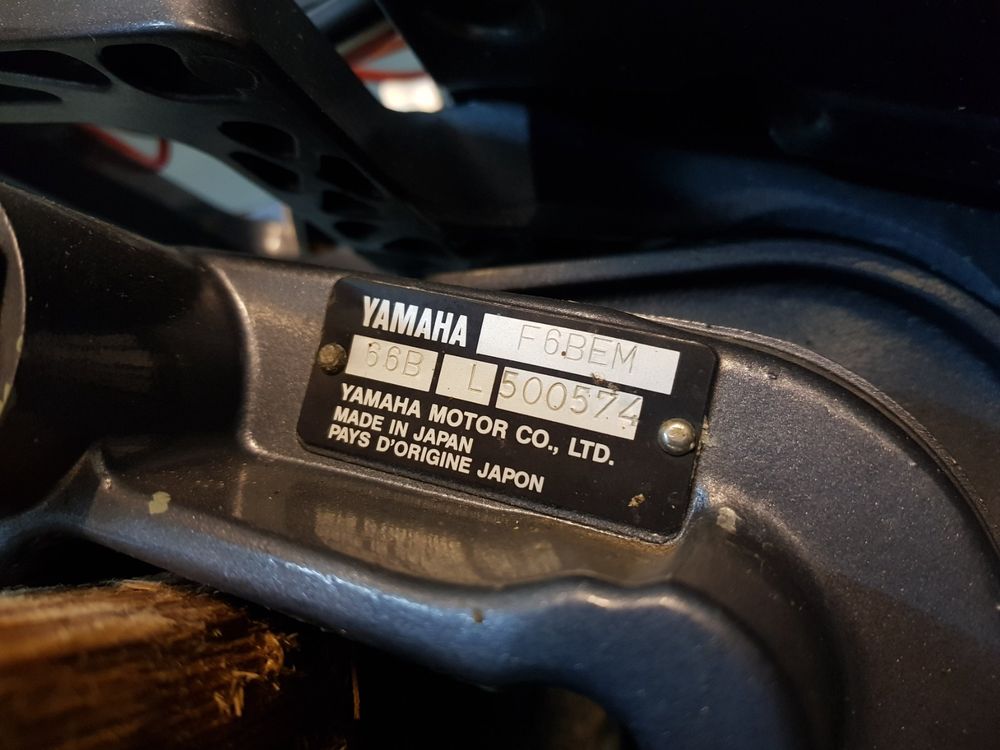 YAMAHA F6BEM
66B L 500574
YAMAHA MOTOR CO., LTD.
MADE IN JAPAN
PAYS D'ORIGINE JAPON